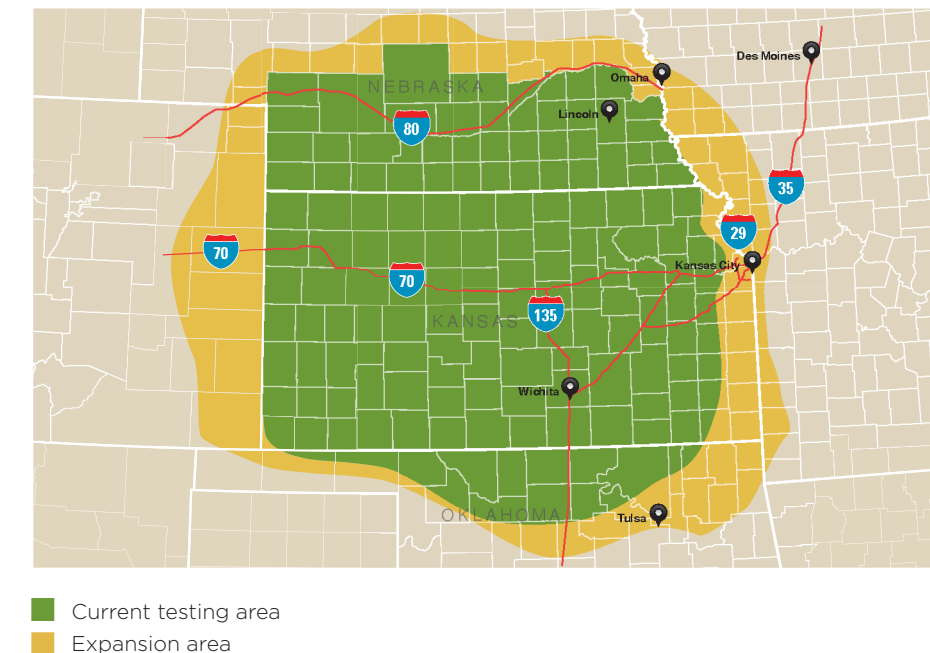 Des Moines
Omaha
NEBRASKA
Lincoln
80
35
29
70
Kansas City
70
135
KANSAS
Wichita
OKLAHOMA
Tulsa
Current testing area
Expansion area